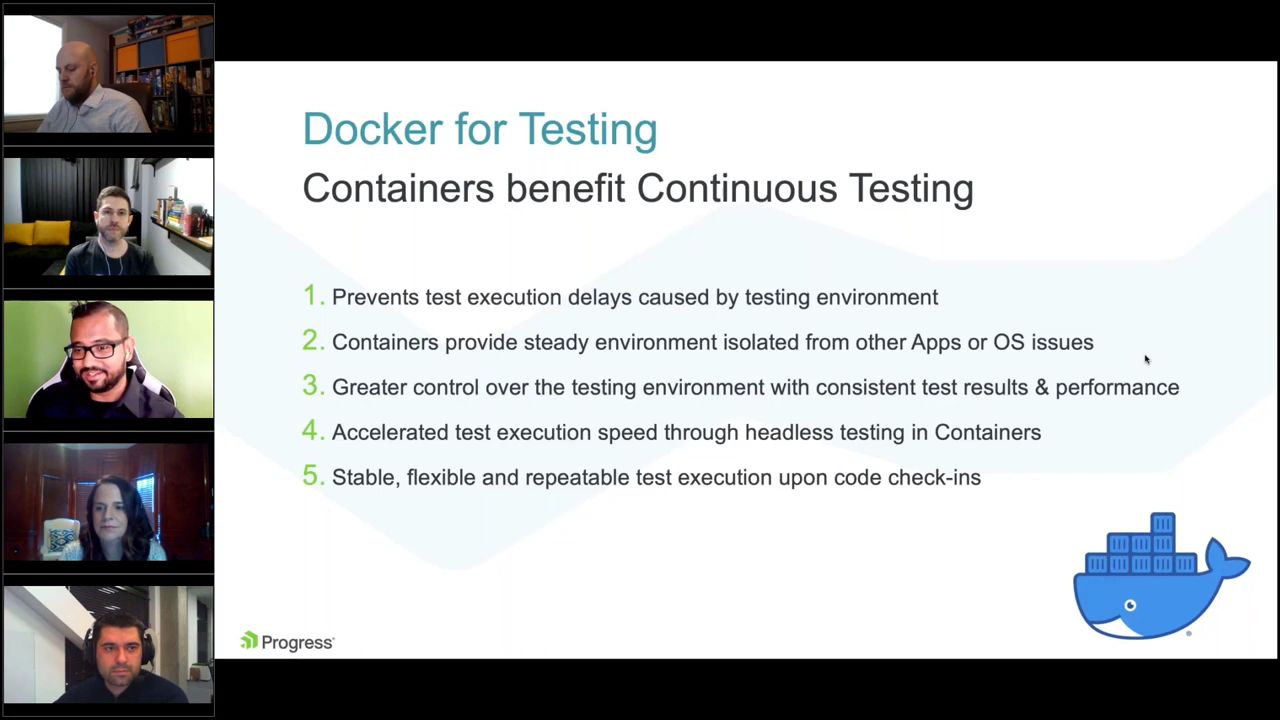 Docker for Testing
Containers benefit Continuous Testing
1. Prevents test execution delays caused by testing environment
2. Containers provide steady environment isolated from other Apps or OS issues
3. Greater control over the testing environment with consistent test results & performance
4. Accelerated test execution speed through headless testing in Containers
5. Stable, flexible and repeatable test execution upon code check-ins
Progress